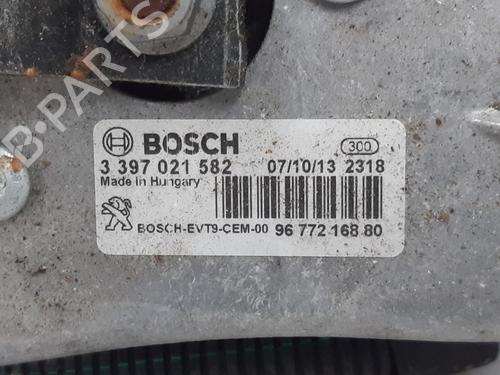 BOSCH
300
3 397 021 582 07/10/13 2318
Made in Hungary
BOSCH-EVT9-CEM-00 96 772 168 80